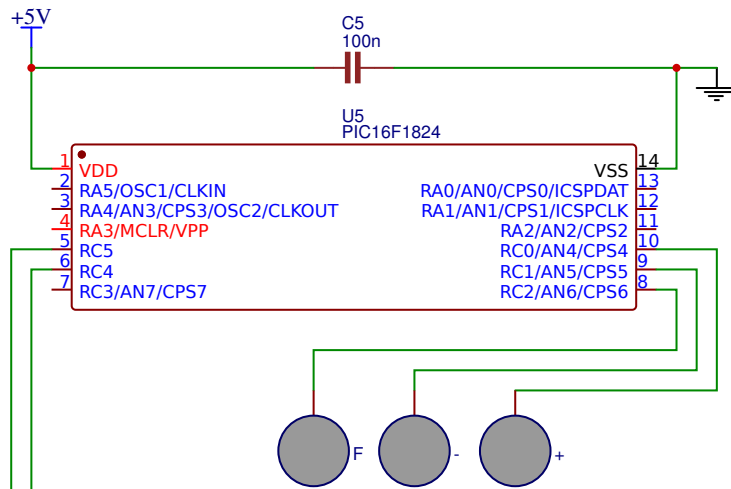 +5V
C5
100n
U5
PIC16F1824
1 VDD
2 RA5/OSC1/CLKIN
3 RA4/AN3/CPS3/OSC2/CLKOUT
4 RA3/MCLR/VPP
5 RC5
6 RC4
7 RC3/AN7/CPS7
VSS 14
RA0/AN0/CPS0/ICSPDAT 13
RA1/AN1/CPS1/ICSPCLK 12
RA2/AN2/CPS2 11
RC0/AN4/CPS4 10
RC1/AN5/CPS5 9
RC2/AN6/CPS6 8
F
-
+